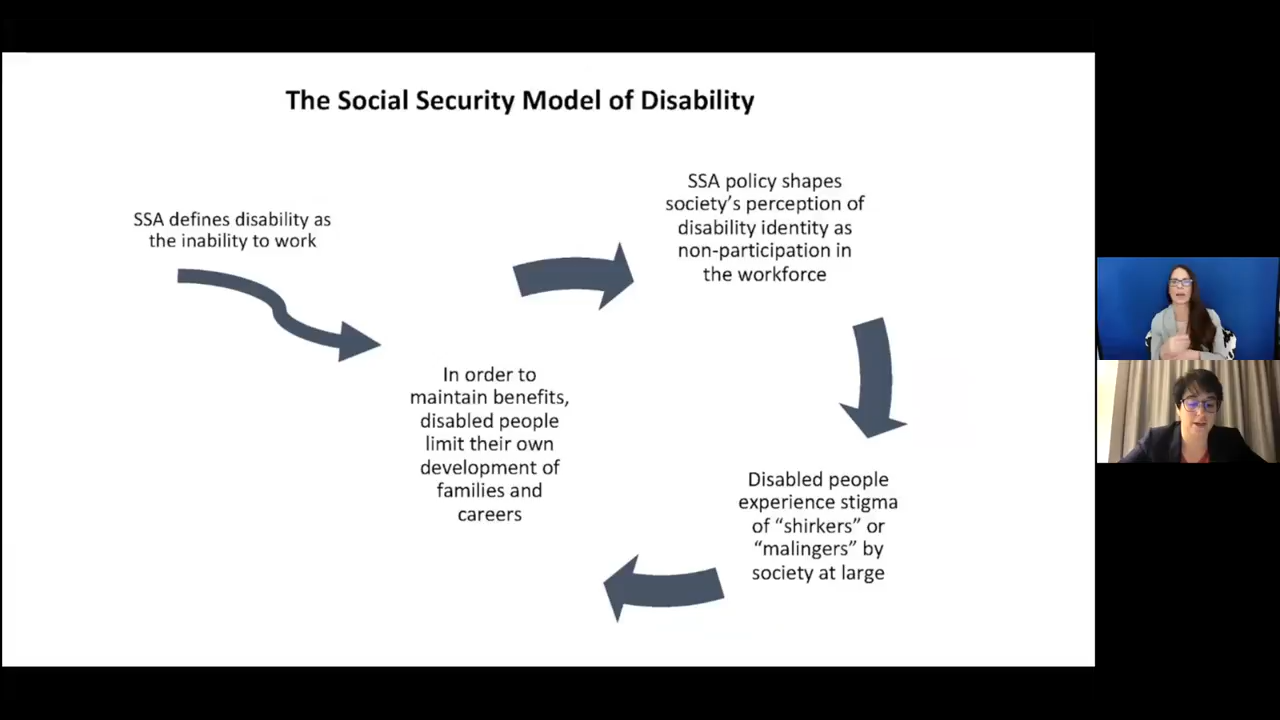 The Social Security Model of Disability
SSA defines disability as
the inability to work
In order to
maintain benefits,
disabled people
limit their own
development of
families and
careers
SSA policy shapes
society’s perception of
disability identity as
non-participation in
the workforce
Disabled people
experience stigma
of “shirkers” or
“malingers” by
society at large